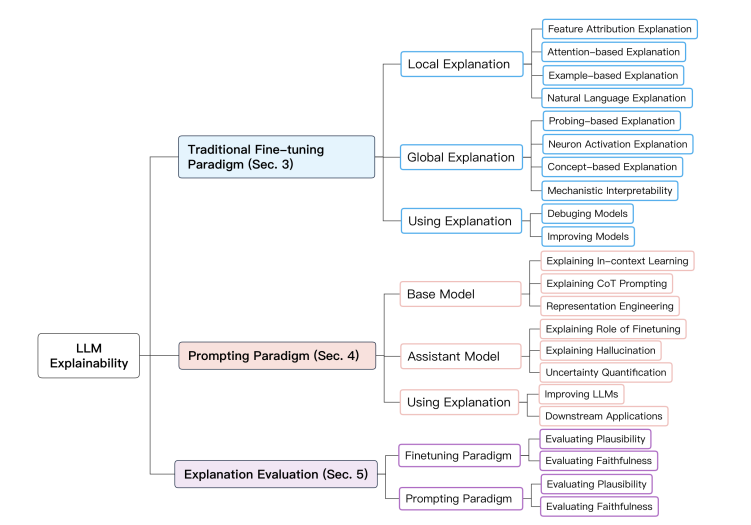 LLM
Explainability
Traditional Fine-tuning
Paradigm (Sec. 3)
Local Explanation
Feature Attribution Explanation
Attention-based Explanation
Example-based Explanation
Natural Language Explanation
Global Explanation
Probing-based Explanation
Neuron Activation Explanation
Concept-based Explanation
Mechanistic Interpretability
Using Explanation
Debuging Models
Improving Models
Prompting Paradigm (Sec. 4)
Base Model
Explaining In-context Learning
Explaining CoT Prompting
Representation Engineering
Assistant Model
Explaining Role of Finetuning
Explaining Hallucination
Uncertainty Quantification
Using Explanation
Improving LLMs
Downstream Applications
Explanation Evaluation (Sec. 5)
Finetuning Paradigm
Evaluating Plausibility
Evaluating Faithfulness
Prompting Paradigm
Evaluating Plausibility
Evaluating Faithfulness